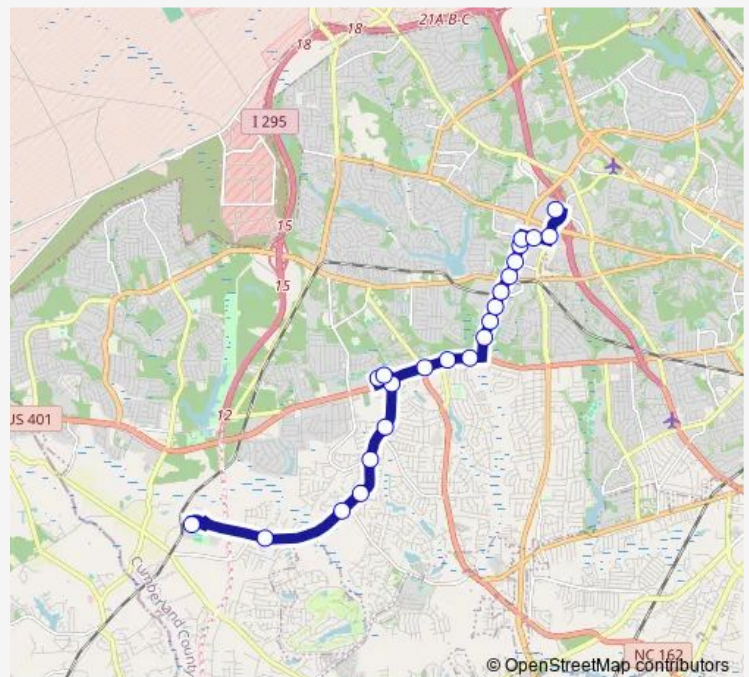 21A-B-C
18
18
I 295
15
15
US 401
12
Cumberland County
NC 162
© OpenStreetMap contributors